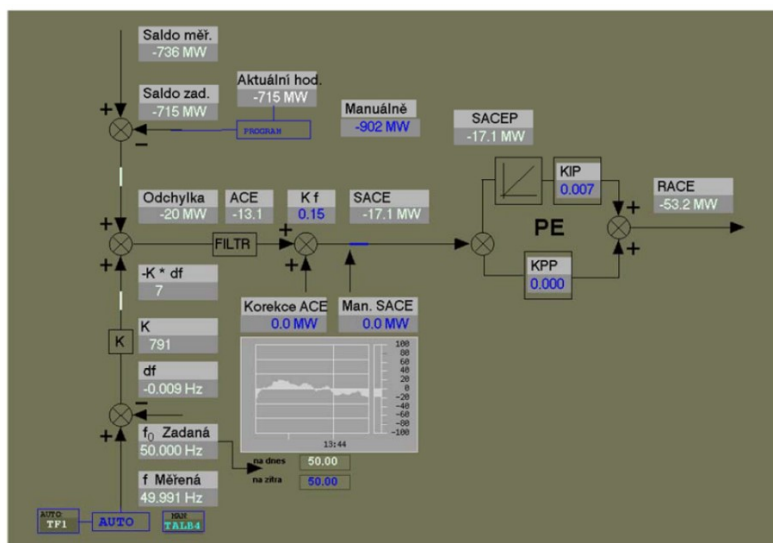 Saldo měř.
-736 MW
Saldo zad.
-715 MW
Aktuální hod.
-715 MW
PROGRAM
Manuálně
-902 MW
SACEP
-17.1 MW
KIP
0.007
RACE
-53.2 MW
PE
KPP
0.000
Odchylka
-20 MW
ACE
-13.1
K f
0.15
SACE
-17.1 MW
FILTR
-K * df
7
K
K
791
Korekce ACE
0.0 MW
Man. SACE
0.0 MW
df
-0.009 Hz
100
80
60
40
20
0
-20
-40
-60
-80
-100
13:44
f0 Zadaná
50.000 Hz
na dnes
50.00
na zítra
50.00
f Měřená
49.991 Hz
AUTO:
TF1
AUTO
MAN:
TALB4